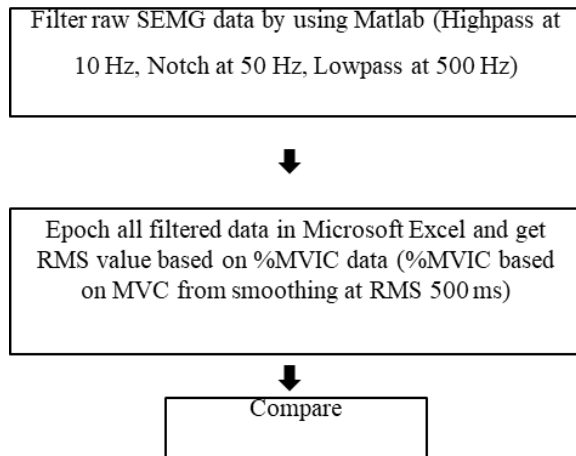 Filter raw SEMG data by using Matlab (Highpass at
10 Hz, Notch at 50 Hz, Lowpass at 500 Hz)
Epoch all filtered data in Microsoft Excel and get
RMS value based on %MVIC data (%MVIC based
on MVC from smoothing at RMS 500 ms)
Compare